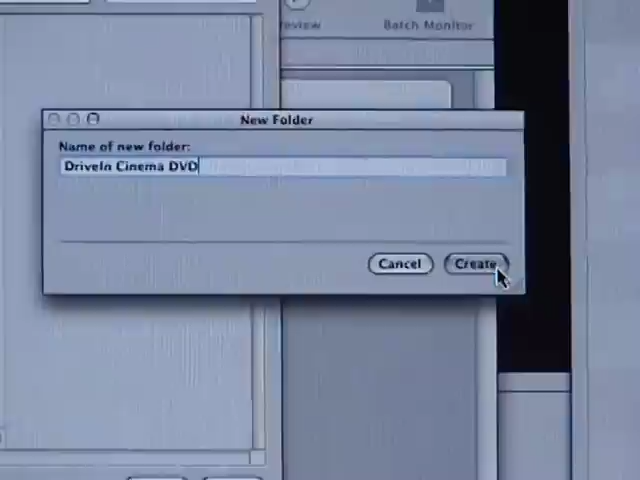 review
Batch Monitor
New Folder
Name of new folder:
DriveIn Cinema DVD
Cancel
Create